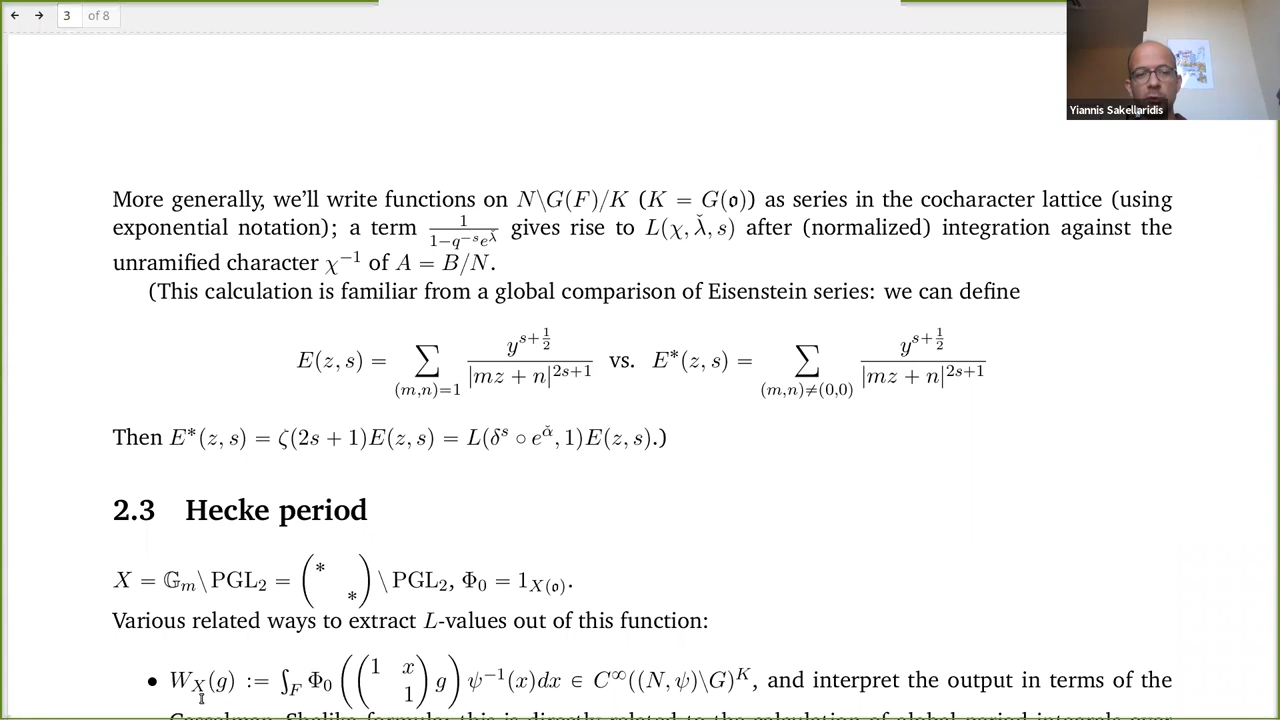 ← → 3 of 8
Yiannis Sakellaridis
More generally, we'll write functions on N\G(F)/K (K = G(𝔬)) as series in the cocharacter lattice (using
exponential notation); a term 1/(1−q^{−s}e^{λ̌}) gives rise to L(χ, λ̌, s) after (normalized) integration against the
unramified character χ^{−1} of A = B/N.
(This calculation is familiar from a global comparison of Eisenstein series: we can define
E(z, s) = ∑_{(m,n)=1} y^{s+1/2}/|mz + n|^{2s+1} vs. E*(z, s) = ∑_{(m,n)≠(0,0)} y^{s+1/2}/|mz + n|^{2s+1}
Then E*(z, s) = ζ(2s + 1)E(z, s) = L(δ^s ∘ e^{α̌}, 1)E(z, s).)
2.3 Hecke period
X = 𝔾_m\PGL_2 = (* *)\PGL_2, Φ_0 = 1_{X(𝔬)}.
Various related ways to extract L-values out of this function:
• W_X(g) := ∫_F Φ_0((1 x 1)g)ψ^{−1}(x)dx ∈ C^∞((N, ψ)\G)^K, and interpret the output in terms of the